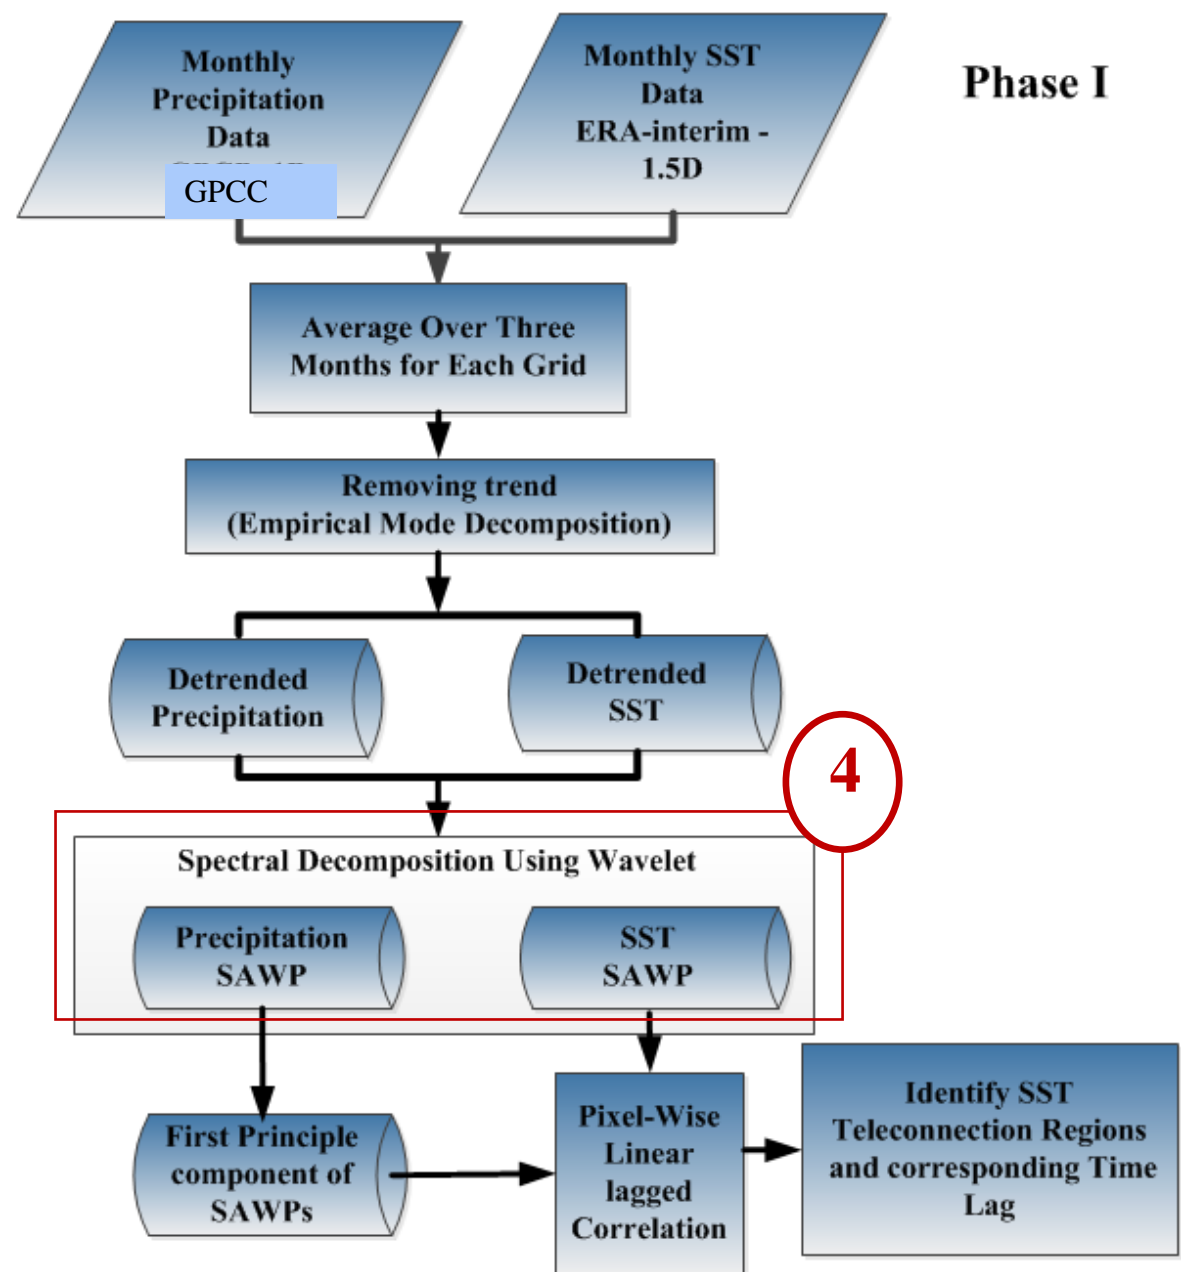 Monthly
Precipitation
Data
GPCC
Monthly SST
Data
ERA-interim -
1.5D
Phase I
Average Over Three
Months for Each Grid
Removing trend
(Empirical Mode Decomposition)
Detrended
Precipitation
Detrended
SST
4
Spectral Decomposition Using Wavelet
Precipitation
SAWP
SST
SAWP
First Principle
component of
SAWPs
Pixel-Wise
Linear
lagged
Correlation
Identify SST
Teleconnection Regions
and corresponding Time
Lag